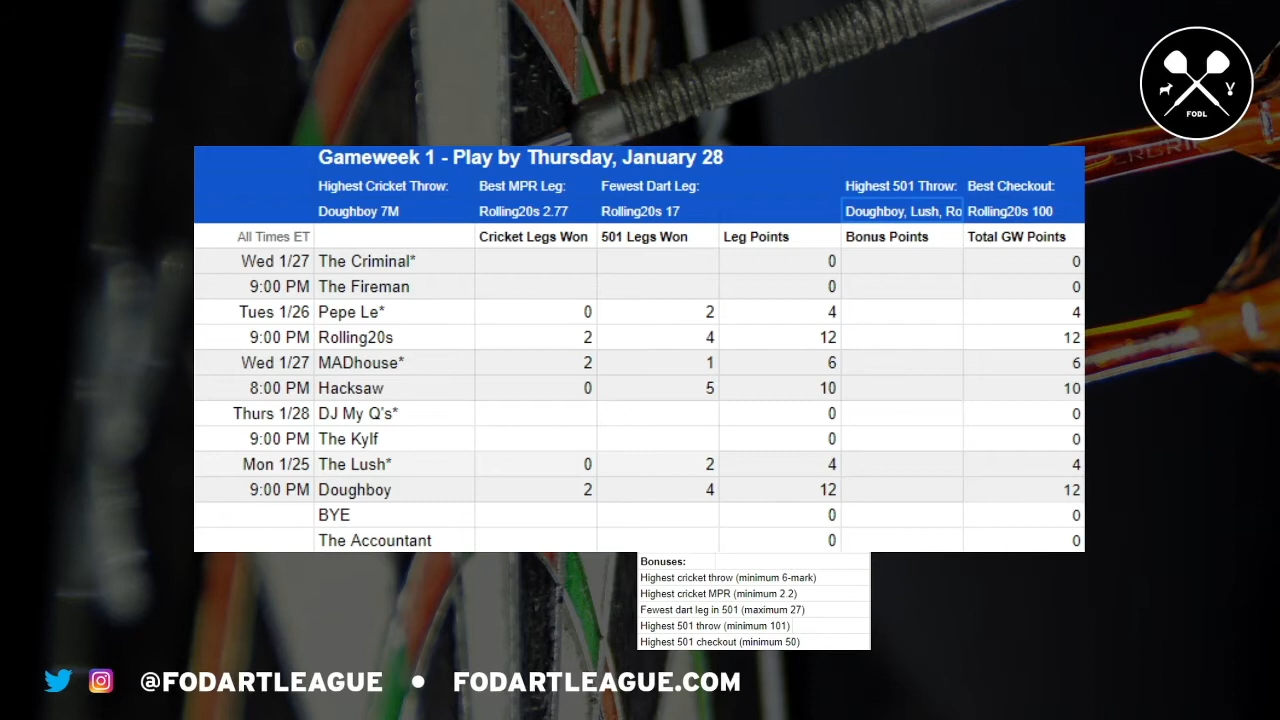 FODL
Gameweek 1 - Play by Thursday, January 28
Highest Cricket Throw: Best MPR Leg: Fewest Dart Leg: Highest 501 Throw: Best Checkout:
Doughboy 7M Rolling20s 2.77 Rolling20s 17 Doughboy, Lush, Ro Rolling20s 100
All Times ET Cricket Legs Won 501 Legs Won Leg Points Bonus Points Total GW Points
Wed 1/27 The Criminal* 0 0
9:00 PM The Fireman 0 0
Tues 1/26 Pepe Le* 0 2 4 4
9:00 PM Rolling20s 2 4 12 12
Wed 1/27 MADhouse* 2 1 6 6
8:00 PM Hacksaw 0 5 10 10
Thurs 1/28 DJ My Q's* 0 0
9:00 PM The Kylf 0 0
Mon 1/25 The Lush* 0 2 4 4
9:00 PM Doughboy 2 4 12 12
BYE 0 0
The Accountant 0 0
Bonuses:
Highest cricket throw (minimum 6-mark)
Highest cricket MPR (minimum 2.2)
Fewest dart leg in 501 (maximum 27)
Highest 501 throw (minimum 101)
Highest 501 checkout (minimum 50)
@FODARTLEAGUE • FODARTLEAGUE.COM